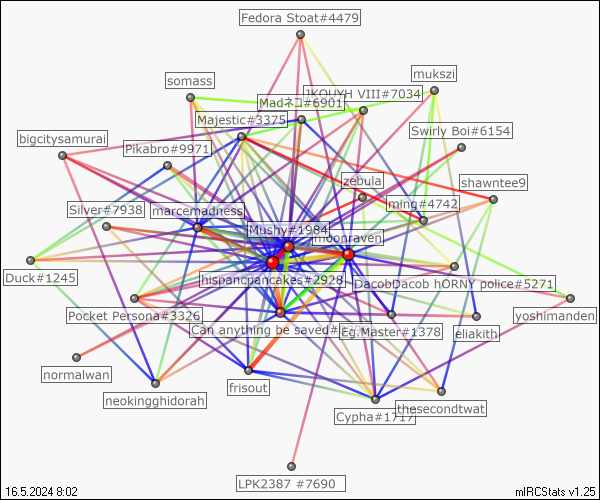 Fedora Stoat#4479
mukszi
somass
JKOUYH VIII#7034
Madネコ#6901
Majestic#3375
Swirly Boi#6154
bigcitysamurai
Pikabro#9971
zebula
shawntee9
ming#4742
Silver#7938
marcemadness
Mushy#1984
moonraven
Duck#1245
hispancpancakes#2928
DacobDacob hORNY police#5271
Pocket Persona#3326
yoshimanden
Can anything be saved#
Eg.Master#1378
eliakith
normalwan
frisout
neokingghidorah
Cypha#1717
thesecondtwat
LPK2387 #7690
16.5.2024 8:02
mIRCStats v1.25